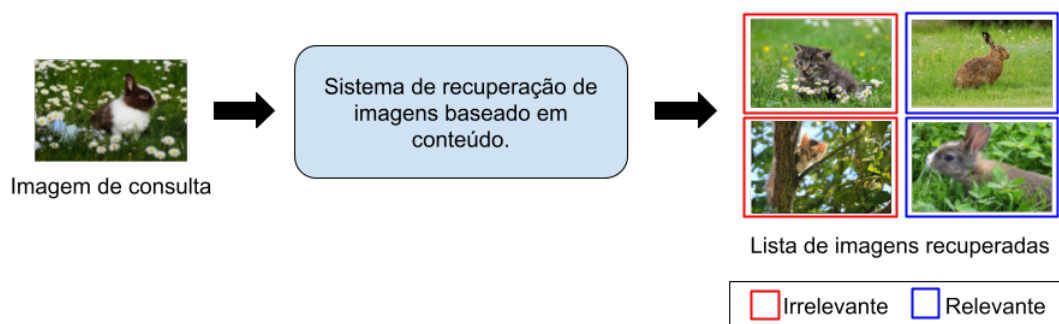 Imagem de consulta
Sistema de recuperação de
imagens baseado em
conteúdo.
Lista de imagens recuperadas
Irrelevante
Relevante